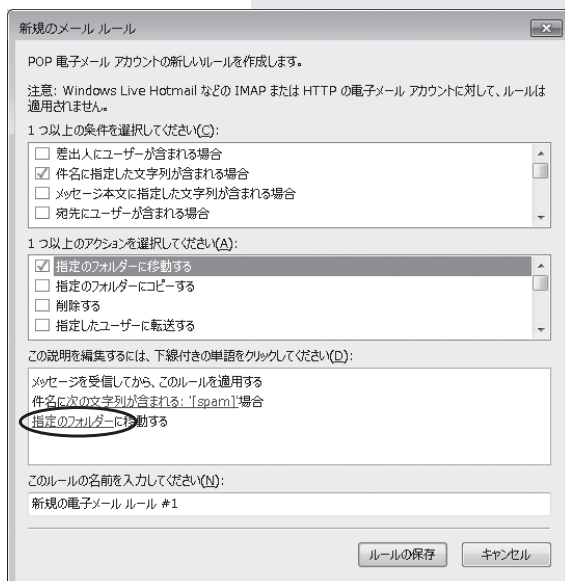 新規のメール ルール
POP 電子メール アカウントの新しいルールを作成します。
注意: Windows Live Hotmail などの IMAP または HTTP の電子メール アカウントに対して、ルールは
適用されません。
1 つ以上の条件を選択してください(C):
差出人にユーザーが含まれる場合
件名に指定した文字列が含まれる場合
メッセージ本文に指定した文字列が含まれる場合
宛先にユーザーが含まれる場合
1 つ以上のアクションを選択してください(A):
指定のフォルダーに移動する
指定のフォルダーにコピーする
削除する
指定したユーザーに転送する
この説明を編集するには、下線付きの単語をクリックしてください(D):
メッセージを受信してから、このルールを適用する
件名に次の文字列が含まれる: '[spam]'場合
指定のフォルダーに移動する
このルールの名前を入力してください(N):
新規の電子メール ルール #1
ルールの保存
キャンセル